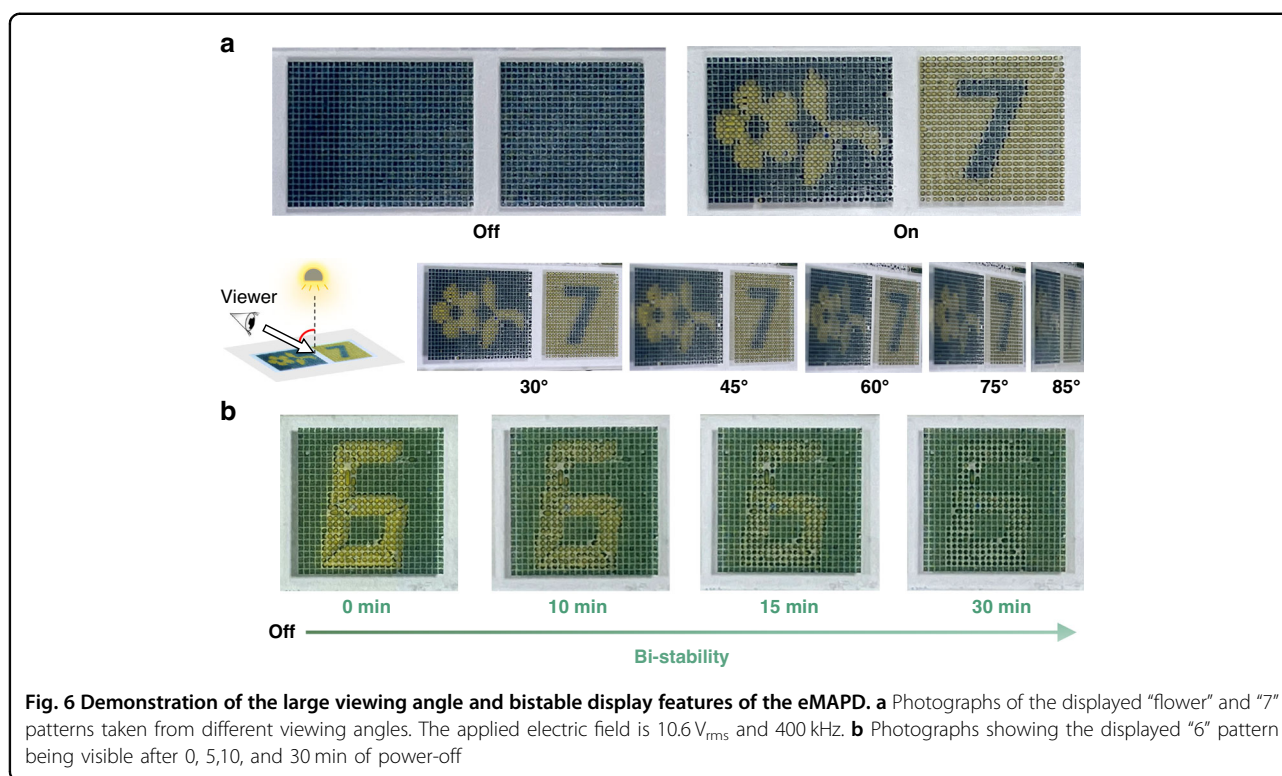 a
Off
On
Viewer
30°
45°
60°
75°
85°
b
0 min
10 min
15 min
30 min
Off
Bi-stability
Fig. 6 Demonstration of the large viewing angle and bistable display features of the eMAPD. a Photographs of the displayed “flower” and “7”
patterns taken from different viewing angles. The applied electric field is 10.6 Vrms and 400 kHz. b Photographs showing the displayed “6” pattern
being visible after 0, 5,10, and 30 min of power-off